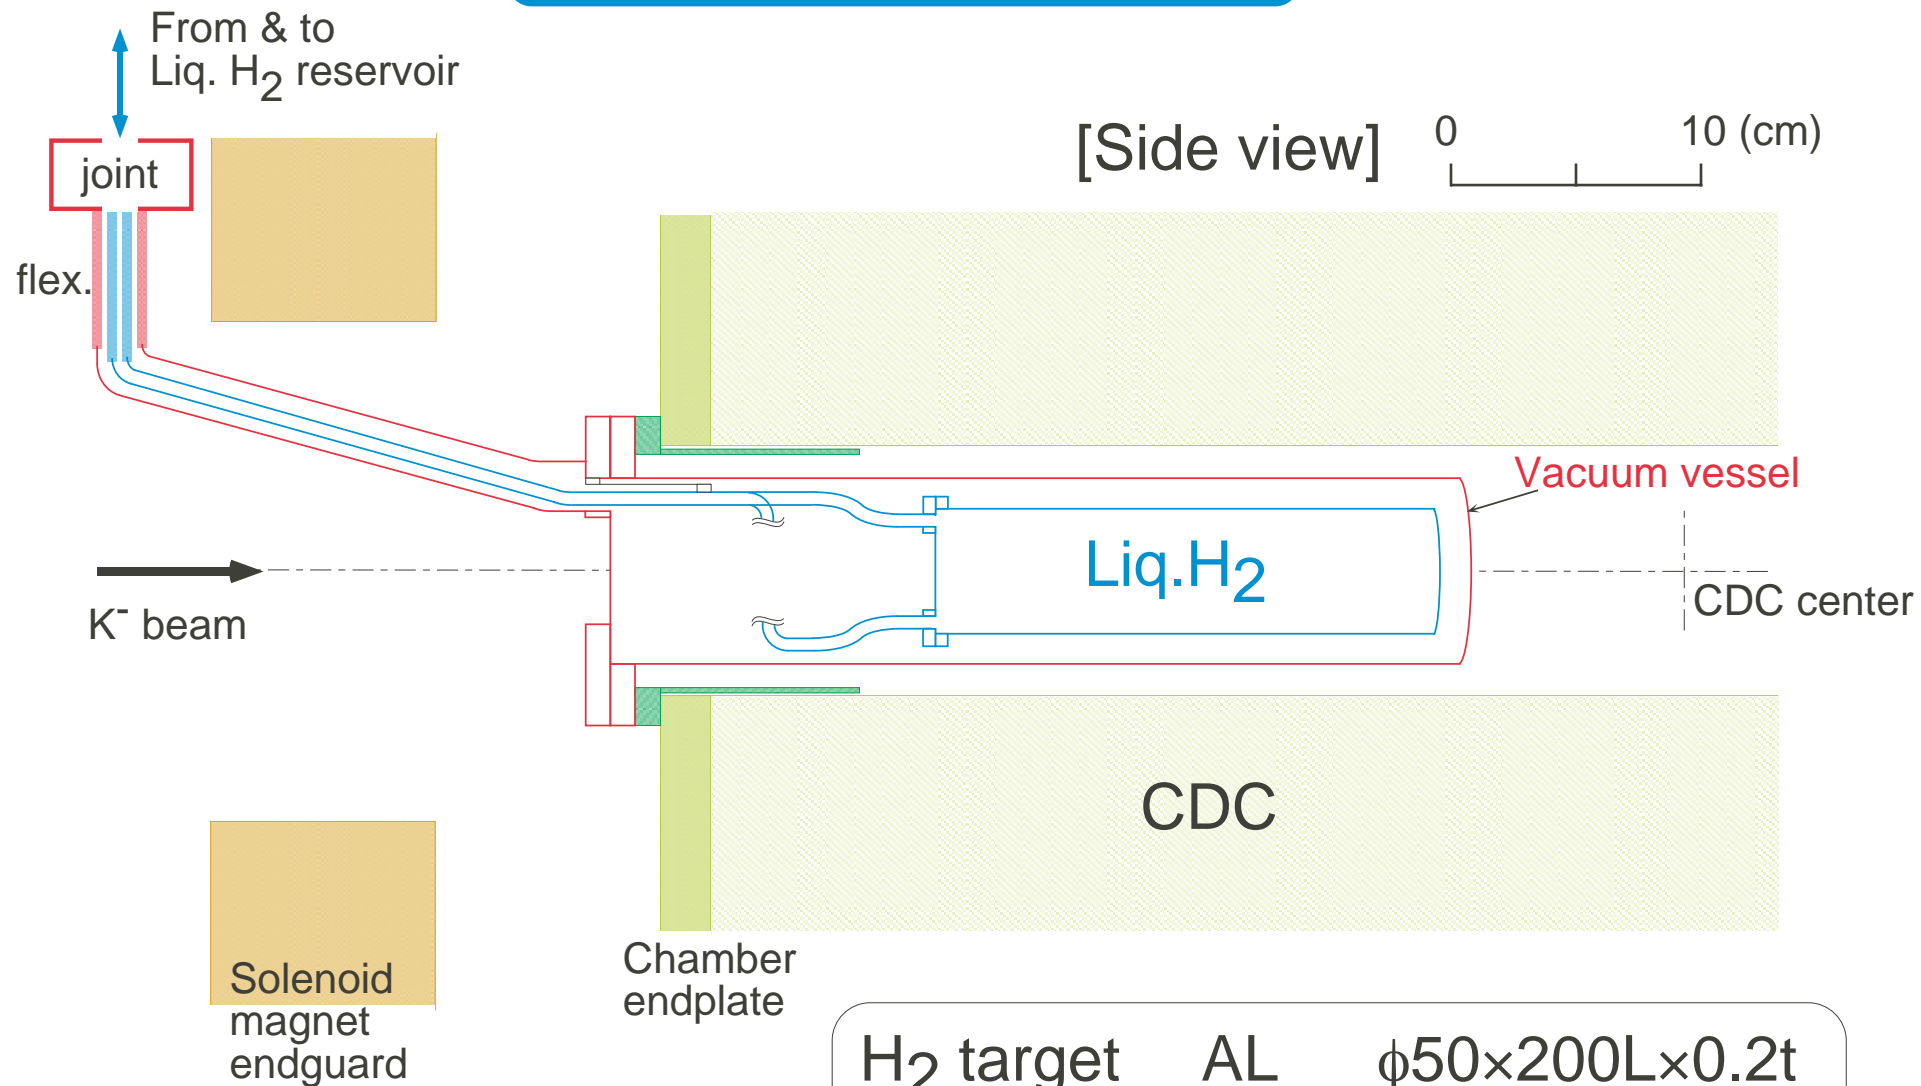 From & to
Liq. H2 reservoir
joint
[Side view]
0 10 (cm)
flex.
Vacuum vessel
Liq.H2
K- beam
CDC center
CDC
Chamber
endplate
Solenoid
magnet
endguard
H2 target AL ϕ50×200L×0.2t